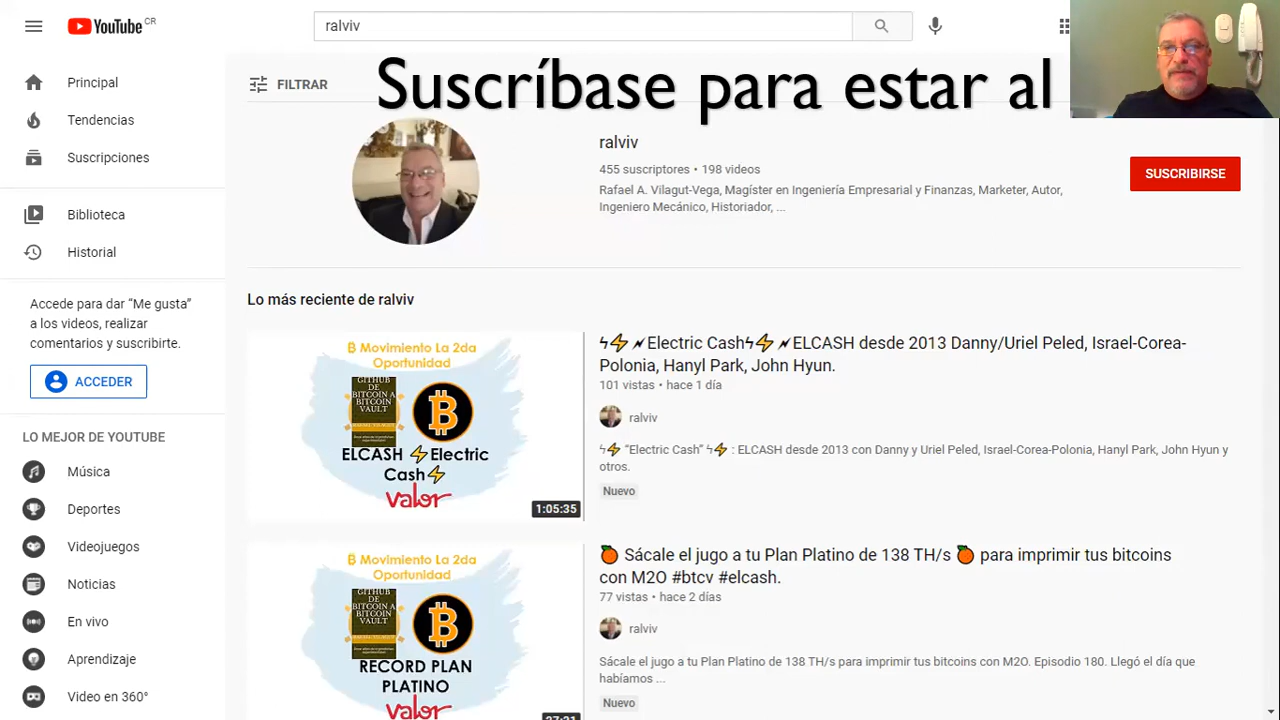 YouTube CR
ralviv
Suscríbase para estar al
FILTRAR
Principal
Tendencias
Suscripciones
Biblioteca
Historial
Accede para dar “Me gusta”
a los videos, realizar
comentarios y suscribirte.
ACCEDER
LO MEJOR DE YOUTUBE
Música
Deportes
Videojuegos
Noticias
En vivo
Aprendizaje
Video en 360°
ralviv
455 suscriptores • 198 videos
Rafael A. Vilagut-Vega, Magíster en Ingeniería Empresarial y Finanzas, Marketer, Autor,
Ingeniero Mecánico, Historiador, ...
SUSCRIBIRSE
Lo más reciente de ralviv
₿ Movimiento La 2da
Oportunidad
GITHUB
DE
BITCOIN A
BITCOIN
VAULT
ELCASH ⚡Electric
Cash⚡
valor
1:05:35
ϟ⚡🗲Electric Cashϟ⚡🗲ELCASH desde 2013 Danny/Uriel Peled, Israel-Corea-
Polonia, Hanyl Park, John Hyun.
101 vistas • hace 1 día
ralviv
ϟ⚡ “Electric Cash” ϟ⚡ : ELCASH desde 2013 con Danny y Uriel Peled, Israel-Corea-Polonia, Hanyl Park, John Hyun y
otros.
Nuevo
₿ Movimiento La 2da
Oportunidad
GITHUB
DE
BITCOIN A
BITCOIN
VAULT
RECORD PLAN
PLATINO
valor
🍊 Sácale el jugo a tu Plan Platino de 138 TH/s 🍊 para imprimir tus bitcoins
con M2O #btcv #elcash.
77 vistas • hace 2 días
ralviv
Sácale el jugo a tu Plan Platino de 138 TH/s para imprimir tus bitcoins con M2O. Episodio 180. Llegó el día que
habíamos ...
Nuevo